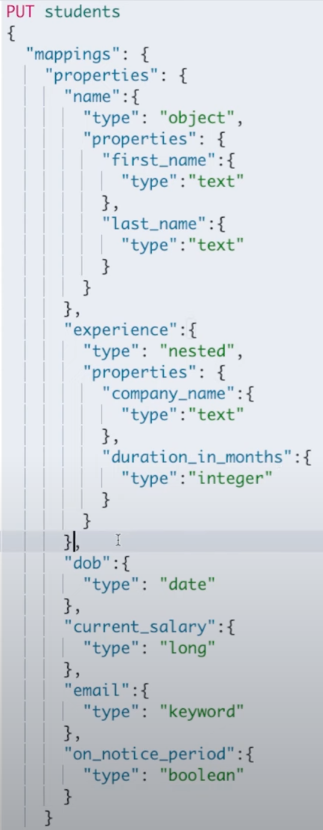 PUT students
{
  "mappings": {
    "properties": {
      "name":{
        "type": "object",
        "properties": {
          "first_name":{
            "type":"text"
          },
          "last_name":{
            "type":"text"
          }
        }
      },
      "experience":{
        "type": "nested",
        "properties": {
          "company_name":{
            "type":"text"
          },
          "duration_in_months":{
            "type":"integer"
          }
        }
      },
      "dob":{
        "type": "date"
      },
      "current_salary":{
        "type": "long"
      },
      "email":{
        "type": "keyword"
      },
      "on_notice_period":{
        "type": "boolean"
      }
    }